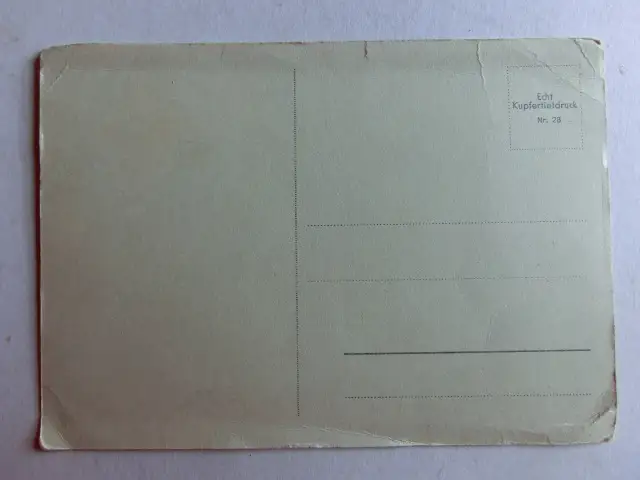 Echt
Kupfertiefdruck
Nr. 28